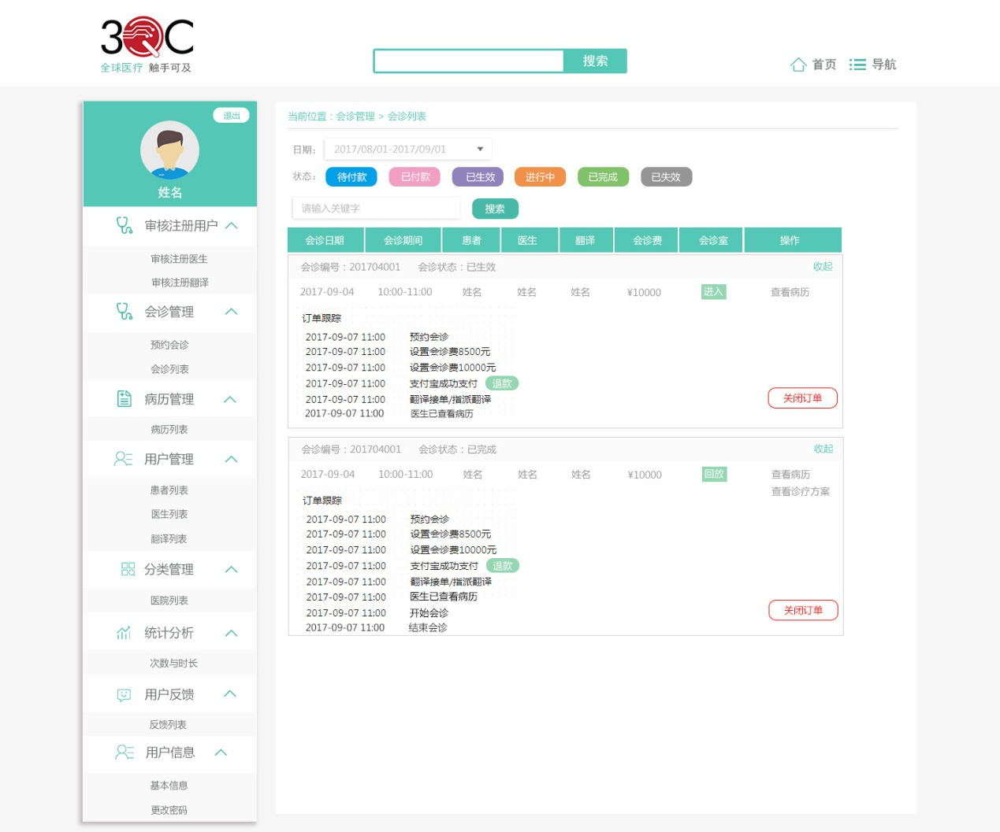 3QC
全球医疗 触手可及
搜索
首页 导航
退出
姓名
审核注册用户
审核注册医生
审核注册翻译
会诊管理
预约会诊
会诊列表
病历管理
病历列表
用户管理
患者列表
医生列表
翻译列表
分类管理
医院列表
统计分析
次数与时长
用户反馈
反馈列表
用户信息
基本信息
更改密码
当前位置：会诊管理 > 会诊列表
日期： 2017/08/01-2017/09/01
状态： 待付款 已付款 已生效 进行中 已完成 已失效
请输入关键字 搜索
会诊日期 会诊期间 患者 医生 翻译 会诊费 会诊室 操作
会诊编号：201704001 会诊状态：已生效 收起
2017-09-04 10:00-11:00 姓名 姓名 姓名 ¥10000 进入 查看病历
订单跟踪
2017-09-07 11:00 预约会诊
2017-09-07 11:00 设置会诊费8500元
2017-09-07 11:00 设置会诊费10000元
2017-09-07 11:00 支付宝成功支付 退款
2017-09-07 11:00 翻译接单/指派翻译
2017-09-07 11:00 医生已查看病历
关闭订单
会诊编号：201704001 会诊状态：已完成 收起
2017-09-04 10:00-11:00 姓名 姓名 姓名 ¥10000 回放 查看病历
查看诊疗方案
订单跟踪
2017-09-07 11:00 预约会诊
2017-09-07 11:00 设置会诊费8500元
2017-09-07 11:00 设置会诊费10000元
2017-09-07 11:00 支付宝成功支付 退款
2017-09-07 11:00 翻译接单/指派翻译
2017-09-07 11:00 医生已查看病历
2017-09-07 11:00 开始会诊
2017-09-07 11:00 结束会诊
关闭订单